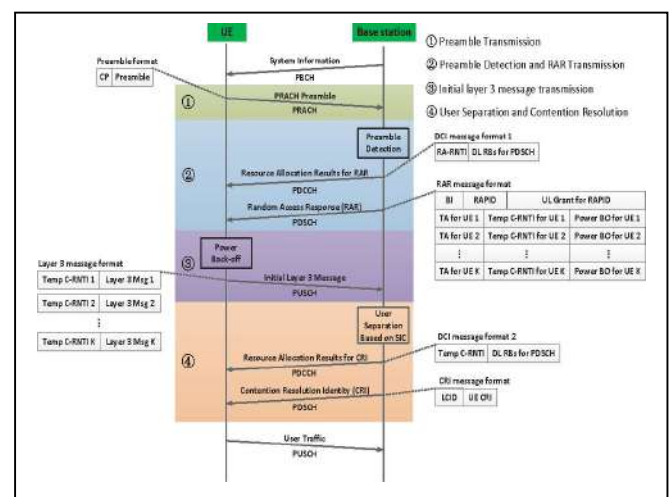 UE
Base station
① Preamble Transmission
② Preamble Detection and RAR Transmission
③ Initial layer 3 message transmission
④ User Separation and Contention Resolution
Preamble format
CP Preamble
System Information
PBCH
①
PRACH Preamble
PRACH
Preamble
Detection
DCI message format 1
RA-RNTI DL RBs for PDSCH
②
Resource Allocation Results for RAR
PDCCH
RAR message format
BI RAPID UL Grant for RAPID
TA for UE 1 Temp C-RNTI for UE 1 Power BO for UE 1
TA for UE 2 Temp C-RNTI for UE 2 Power BO for UE 2
⋮ ⋮ ⋮
TA for UE K Temp C-RNTI for UE K Power BO for UE K
Random Access Response (RAR)
PDSCH
Power
Back-off
Layer 3 message format
Temp C-RNTI 1 Layer 3 Msg 1
Temp C-RNTI 2 Layer 3 Msg 2
⋮
Temp C-RNTI K Layer 3 Msg K
③
Initial Layer 3 Message
PUSCH
User
Separation
Based on SIC
DCI message format 2
Temp C-RNTI DL RBs for PDSCH
④
Resource Allocation Results for CRI
PDCCH
CRI message format
LCID UE CRI
Contention Resolution Identity (CRI)
PDSCH
User Traffic
PUSCH